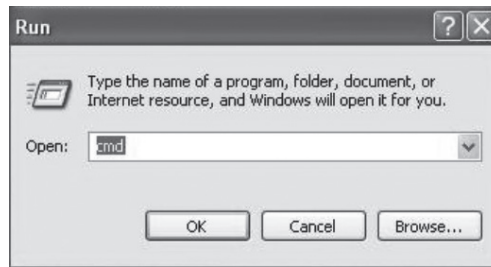 Run
Type the name of a program, folder, document, or
Internet resource, and Windows will open it for you.
Open: cmd
OK Cancel Browse...